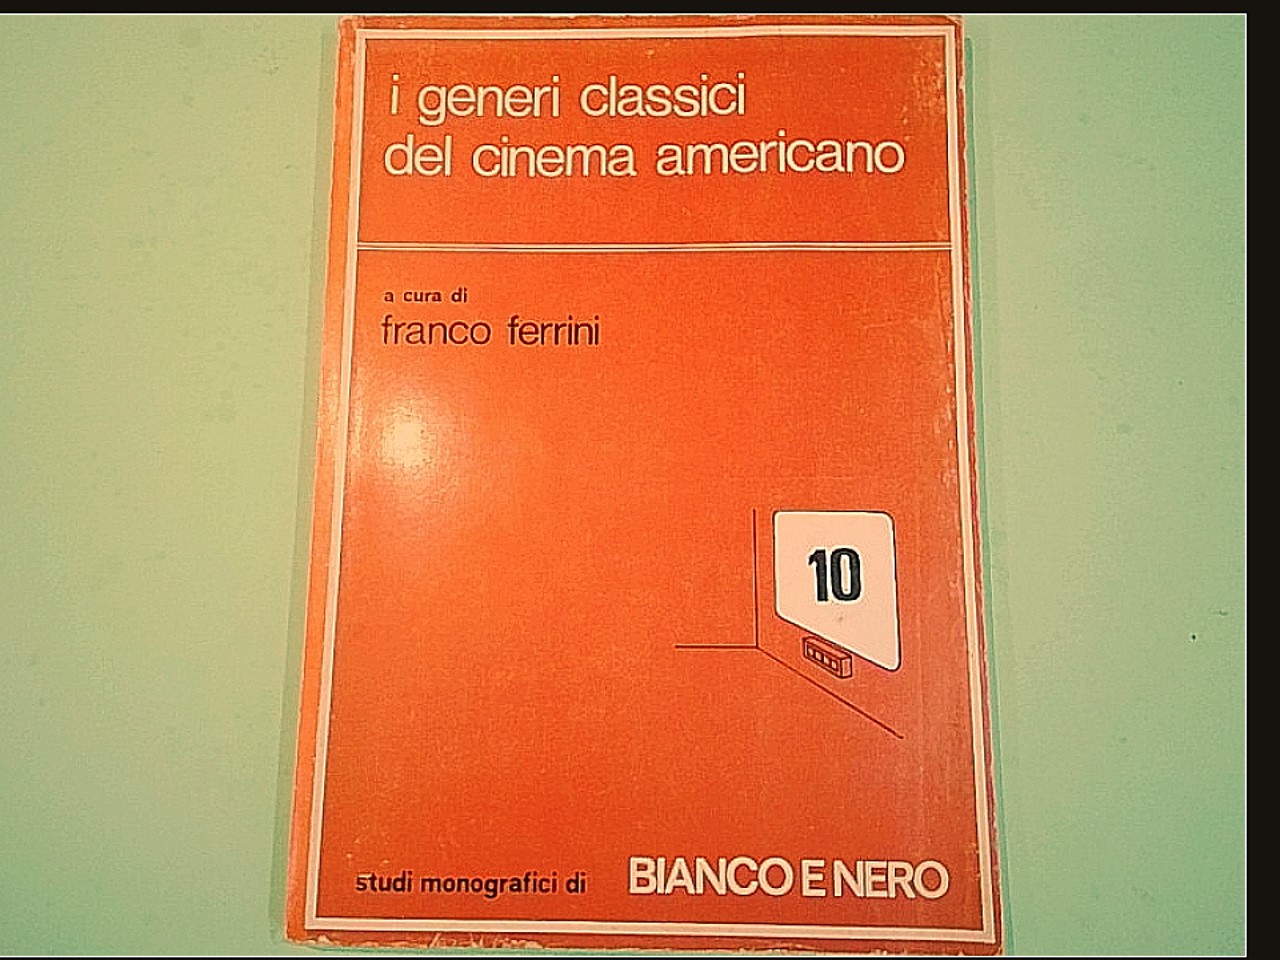 i generi classici
del cinema americano
a cura di
franco ferrini
10
studi monografici di BIANCO E NERO